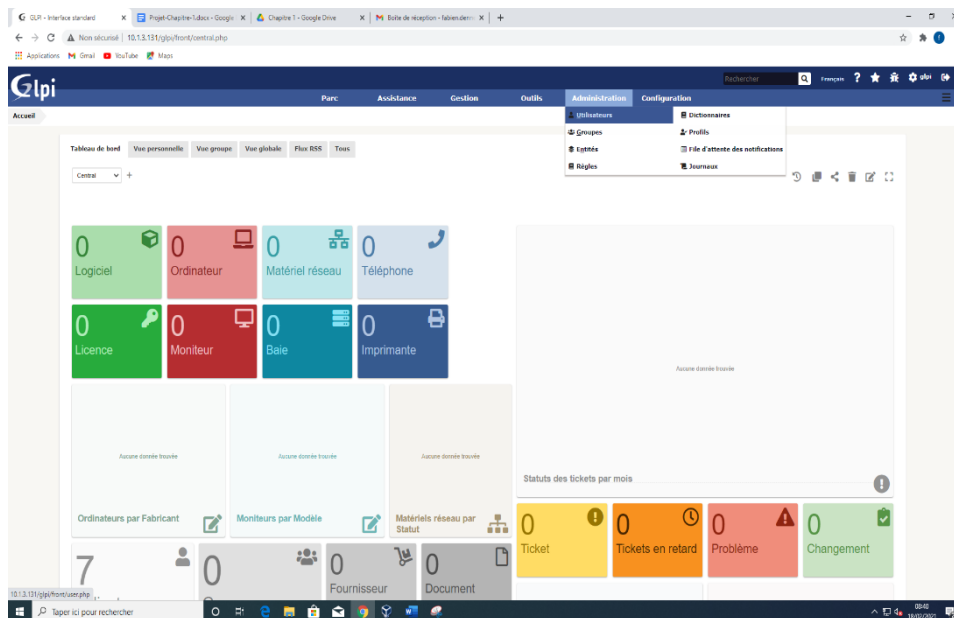 GLPI - Interface standard
Projet-Chapitre-1.docx - Google
Chapitre 1 - Google Drive
Boîte de réception - fabien.derm
Non sécurisé | 10.1.3.131/glpi/front/central.php
Applications Gmail YouTube Maps
Glpi
Rechercher Français ? glpi
Parc Assistance Gestion Outils Administration Configuration
Accueil
Utilisateurs Dictionnaires
Groupes Profils
Entités File d'attente des notifications
Règles Journaux
Tableau de bord Vue personnelle Vue groupe Vue globale Flux RSS Tous
Central +
0 Logiciel
0 Ordinateur
0 Matériel réseau
0 Téléphone
0 Licence
0 Moniteur
0 Baie
0 Imprimante
Aucune donnée trouvée
Statuts des tickets par mois
Aucune donnée trouvée
Ordinateurs par Fabricant
Aucune donnée trouvée
Moniteurs par Modèle
Aucune donnée trouvée
Matériels réseau par
Statut
0 Ticket
0 Tickets en retard
0 Problème
0 Changement
7
0
0 Fournisseur
0 Document
10.1.3.131/glpi/front/user.php
Taper ici pour rechercher
08:40
19/02/2021